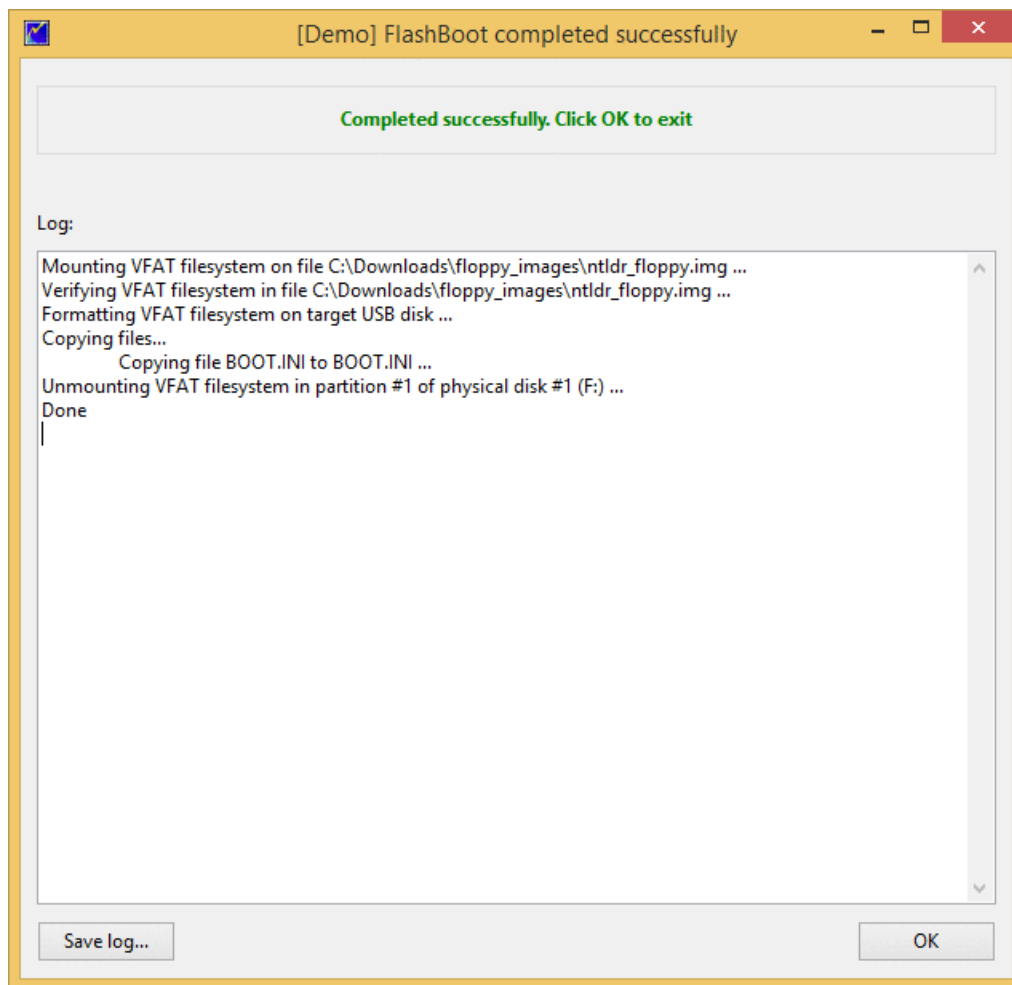 [Demo] FlashBoot completed successfully
Completed successfully. Click OK to exit
Log:
Mounting VFAT filesystem on file C:\Downloads\floppy_images\ntldr_floppy.img ...
Verifying VFAT filesystem in file C:\Downloads\floppy_images\ntldr_floppy.img ...
Formatting VFAT filesystem on target USB disk ...
Copying files...
Copying file BOOT.INI to BOOT.INI ...
Unmounting VFAT filesystem in partition #1 of physical disk #1 (F:) ...
Done
Save log...
OK